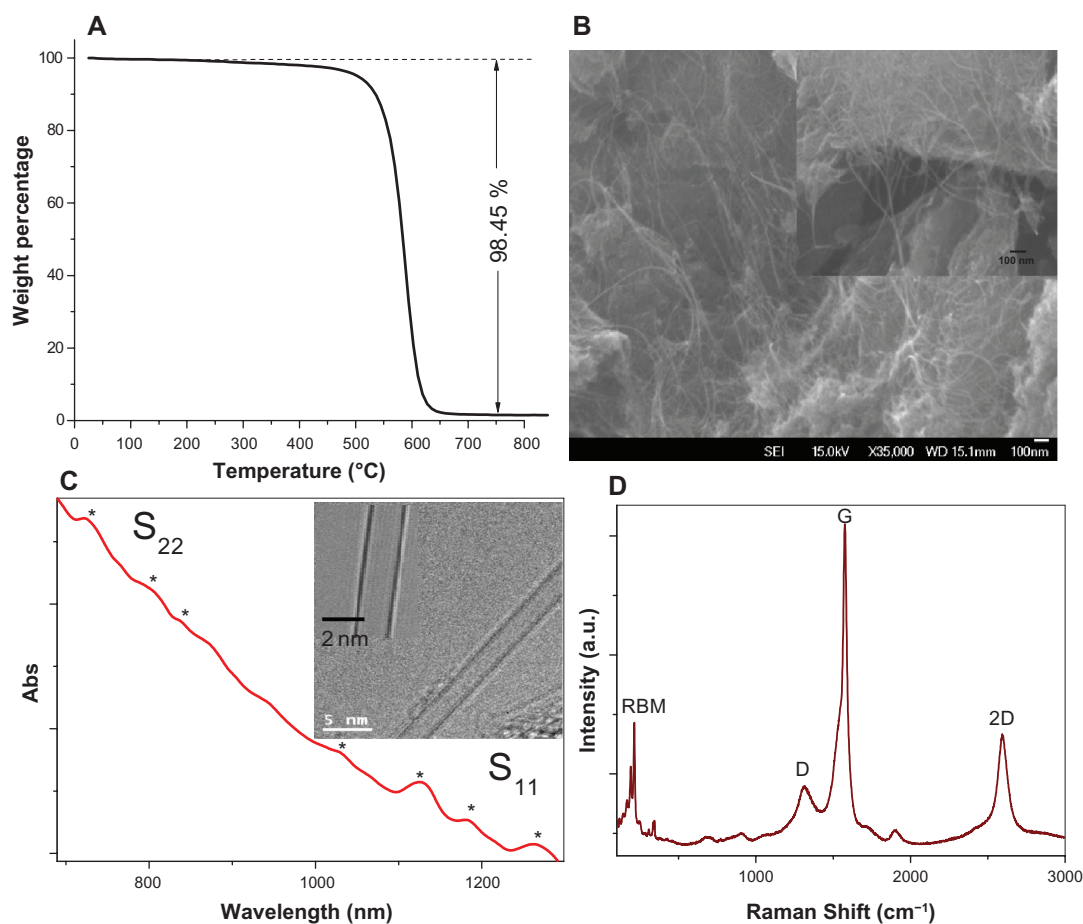 A
100
80
60
40
20
0
98.45 %
0 100 200 300 400 500 600 700 800
Weight percentage
Temperature (°C)
B
100 nm
SEI 15.0kV X35,000 WD 15.1mm 100nm
C
* S22
*
*
2 nm
5 nm
*
*
*
*
S11
800 1000 1200
Abs
Wavelength (nm)
D
G
RBM
D
2D
1000 2000 3000
Intensity (a.u.)
Raman Shift (cm−1)